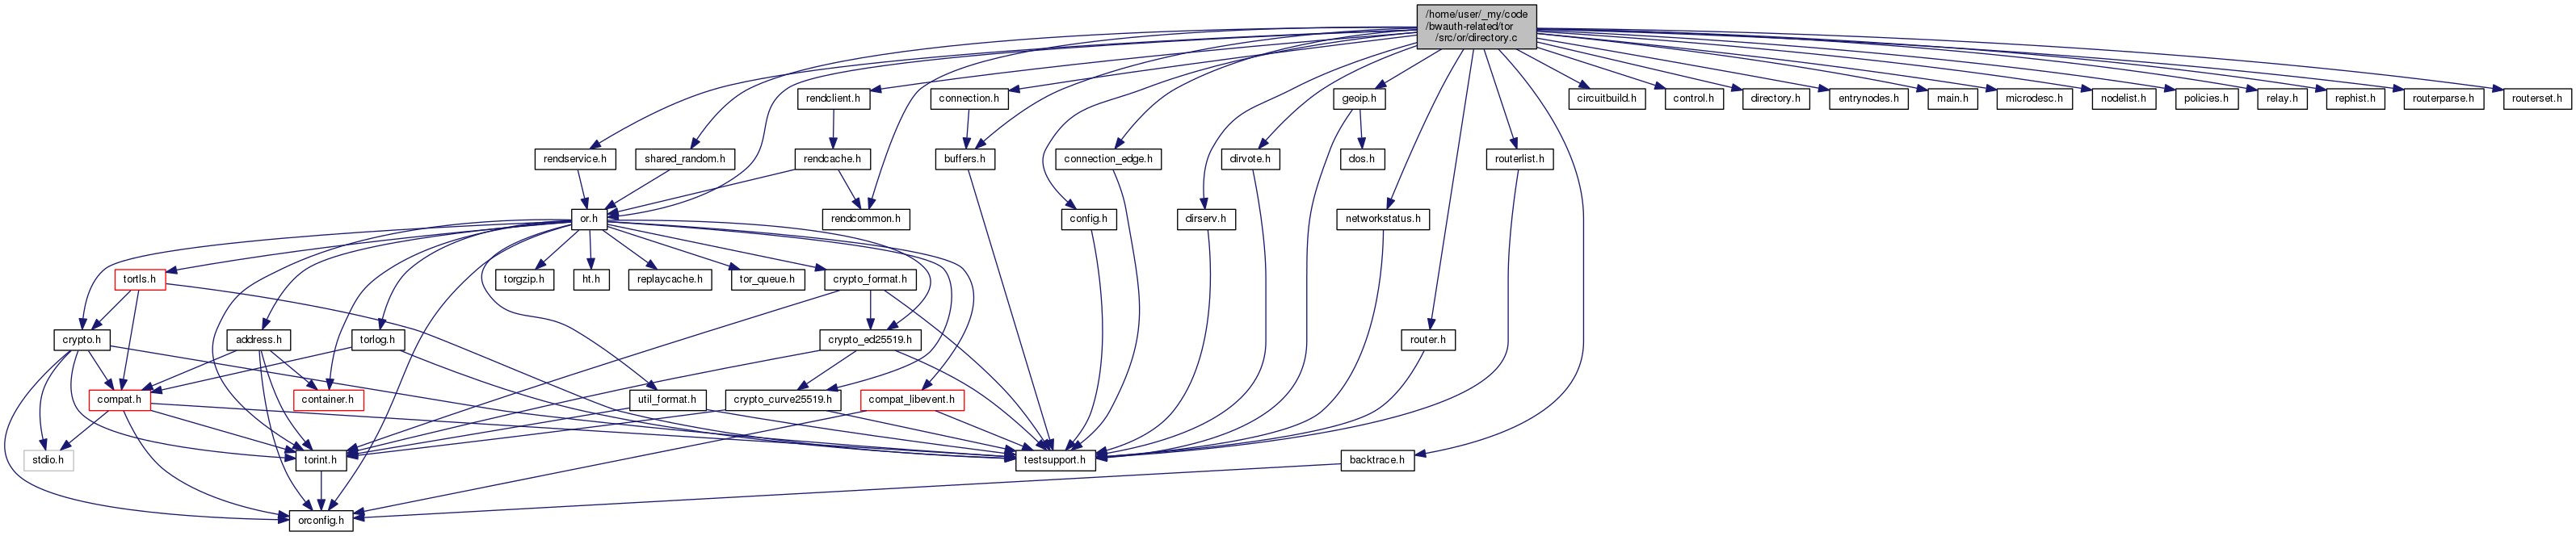 /home/user/_my/code
/bwauth-related/tor
/src/or/directory.c
rendclient.h
connection.h
geoip.h
circuitbuild.h
control.h
directory.h
entrynodes.h
main.h
microdesc.h
nodelist.h
policies.h
relay.h
rephist.h
routerparse.h
routerset.h
rendservice.h
shared_random.h
rendcache.h
buffers.h
connection_edge.h
dirvote.h
dos.h
routerlist.h
or.h
rendcommon.h
config.h
dirserv.h
networkstatus.h
tortls.h
torgzip.h
ht.h
replaycache.h
tor_queue.h
crypto_format.h
crypto.h
address.h
torlog.h
crypto_ed25519.h
router.h
compat.h
container.h
util_format.h
crypto_curve25519.h
compat_libevent.h
stdio.h
torint.h
testsupport.h
backtrace.h
orconfig.h